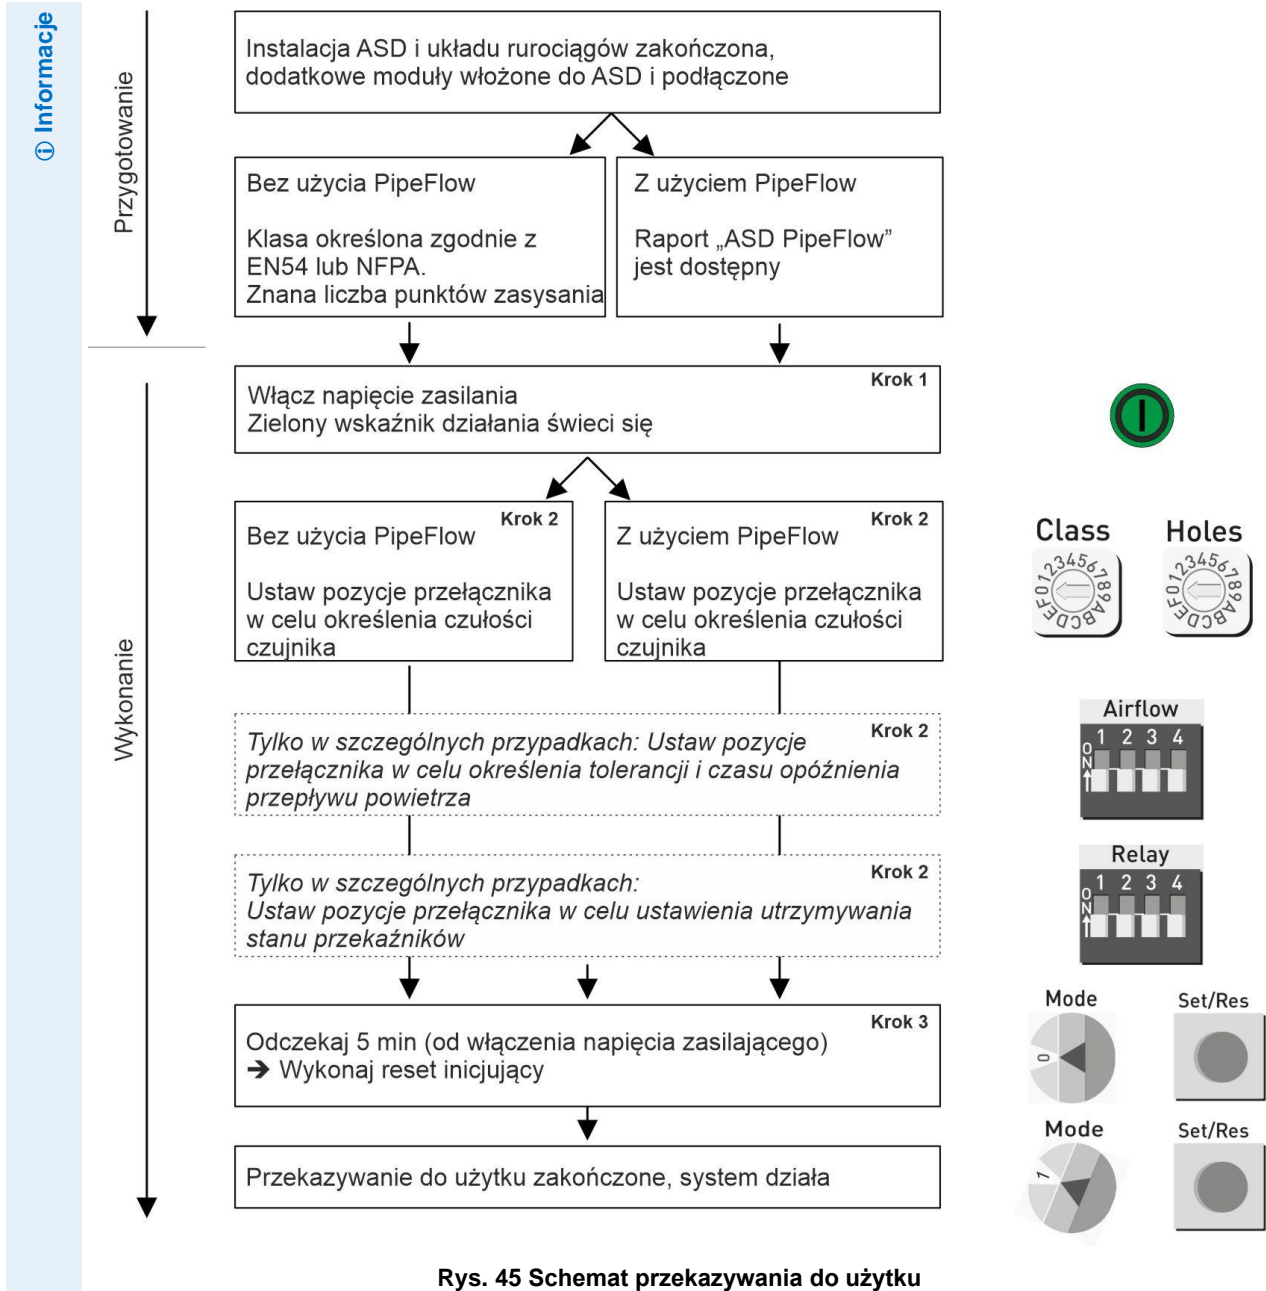 Informacje
Przygotowanie
Instalacja ASD i układu rurociągów zakończona,
dodatkowe moduły włożone do ASD i podłączone
Bez użycia PipeFlow
Klasa określona zgodnie z
EN54 lub NFPA.
Znana liczba punktów zasysania
Z użyciem PipeFlow
Raport „ASD PipeFlow”
jest dostępny
Wykonanie
Krok 1
Włącz napięcie zasilania
Zielony wskaźnik działania świeci się
Krok 2
Bez użycia PipeFlow
Ustaw pozycje przełącznika
w celu określenia czułości
czujnika
Krok 2
Z użyciem PipeFlow
Ustaw pozycje przełącznika
w celu określenia czułości
czujnika
Class
0123456789ABCDEF
Holes
0123456789ABCDEF
Krok 2
Tylko w szczególnych przypadkach: Ustaw pozycje
przełącznika w celu określenia tolerancji i czasu opóźnienia
przepływu powietrza
Airflow
1 2 3 4
ON
Krok 2
Tylko w szczególnych przypadkach:
Ustaw pozycje przełącznika w celu ustawienia utrzymywania
stanu przekaźników
Relay
1 2 3 4
ON
Krok 3
Odczekaj 5 min (od włączenia napięcia zasilającego)
➔ Wykonaj reset inicjujący
Mode
0
Set/Res
Przekazywanie do użytku zakończone, system działa
Mode
1
Set/Res
Rys. 45 Schemat przekazywania do użytku